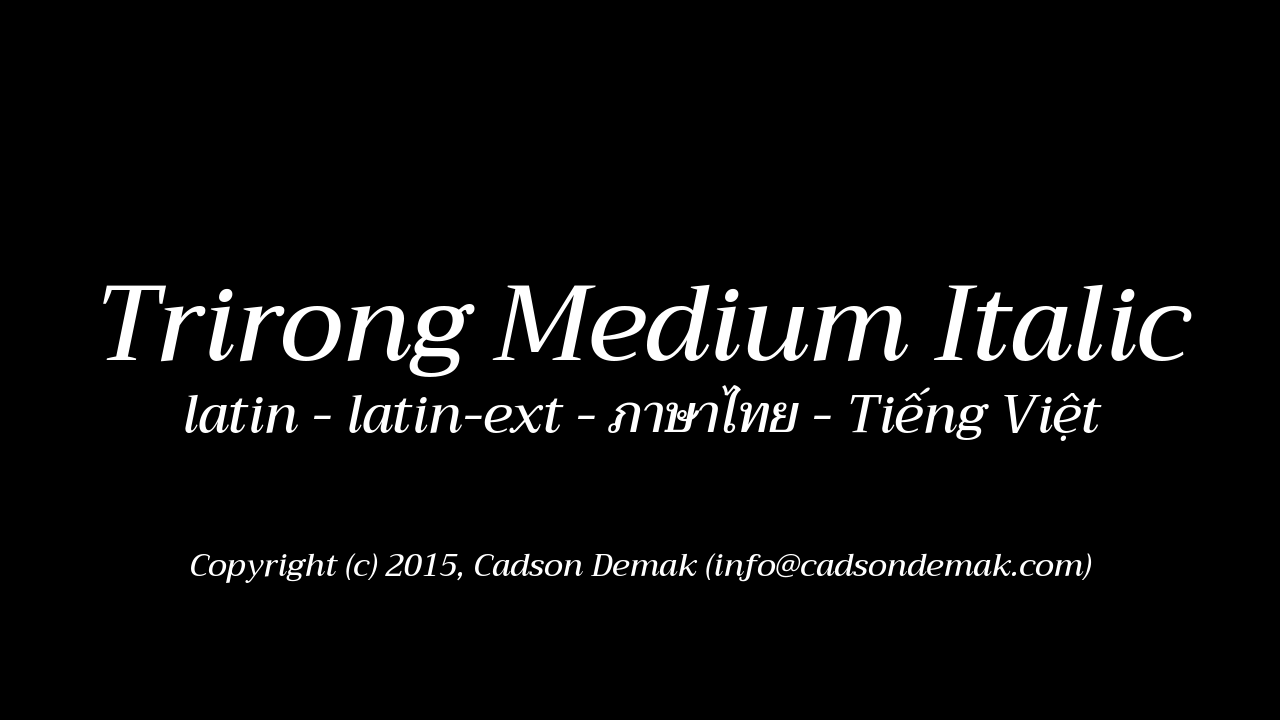 Trirong Medium Italic
latin - latin-ext - ภาษาไทย - Tiếng Việt
Copyright (c) 2015, Cadson Demak (info@cadsondemak.com)